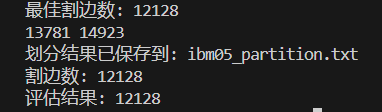 最佳割边数: 12128
13781 14923
划分结果已保存到: ibm05_partition.txt
割边数: 12128
评估结果: 12128